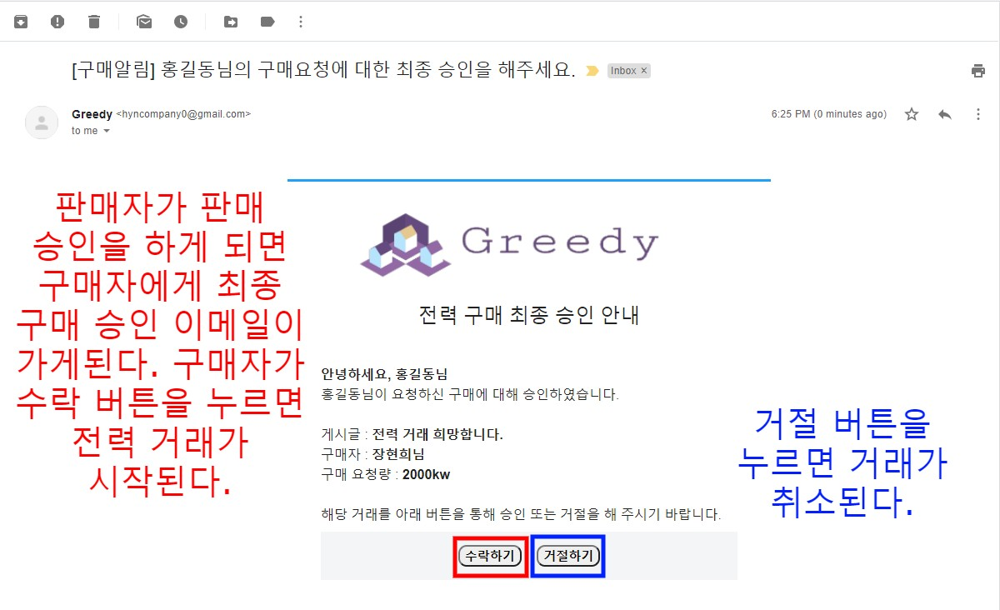 [구매알림] 홍길동님의 구매요청에 대한 최종 승인을 해주세요.
Inbox ×
Greedy <hyncompany0@gmail.com>
6:25 PM (0 minutes ago)
to me
판매자가 판매
승인을 하게 되면
구매자에게 최종
구매 승인 이메일이
가게된다. 구매자가
수락 버튼을 누르면
전력 거래가
시작된다.
Greedy
전력 구매 최종 승인 안내
안녕하세요, 홍길동님
홍길동님이 요청하신 구매에 대해 승인하였습니다.
게시글 : 전력 거래 희망합니다.
구매자 : 장현희님
구매 요청량 : 2000kw
해당 거래를 아래 버튼을 통해 승인 또는 거절을 해 주시기 바랍니다.
수락하기
거절하기
거절 버튼을
누르면 거래가
취소된다.